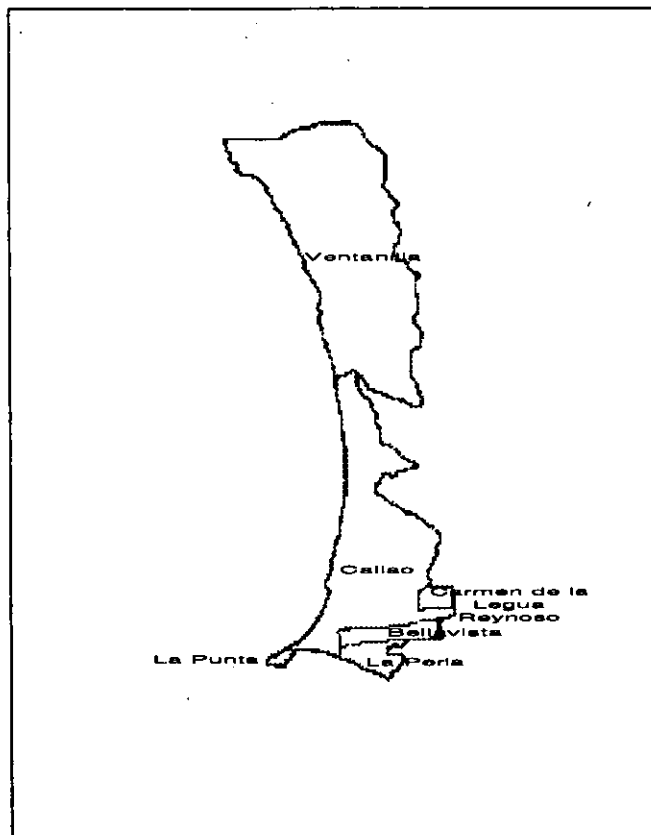 Ventanilla
Callao
Carmen de la
Legua
Reynoso
Bellavista
La Punta
La Perla